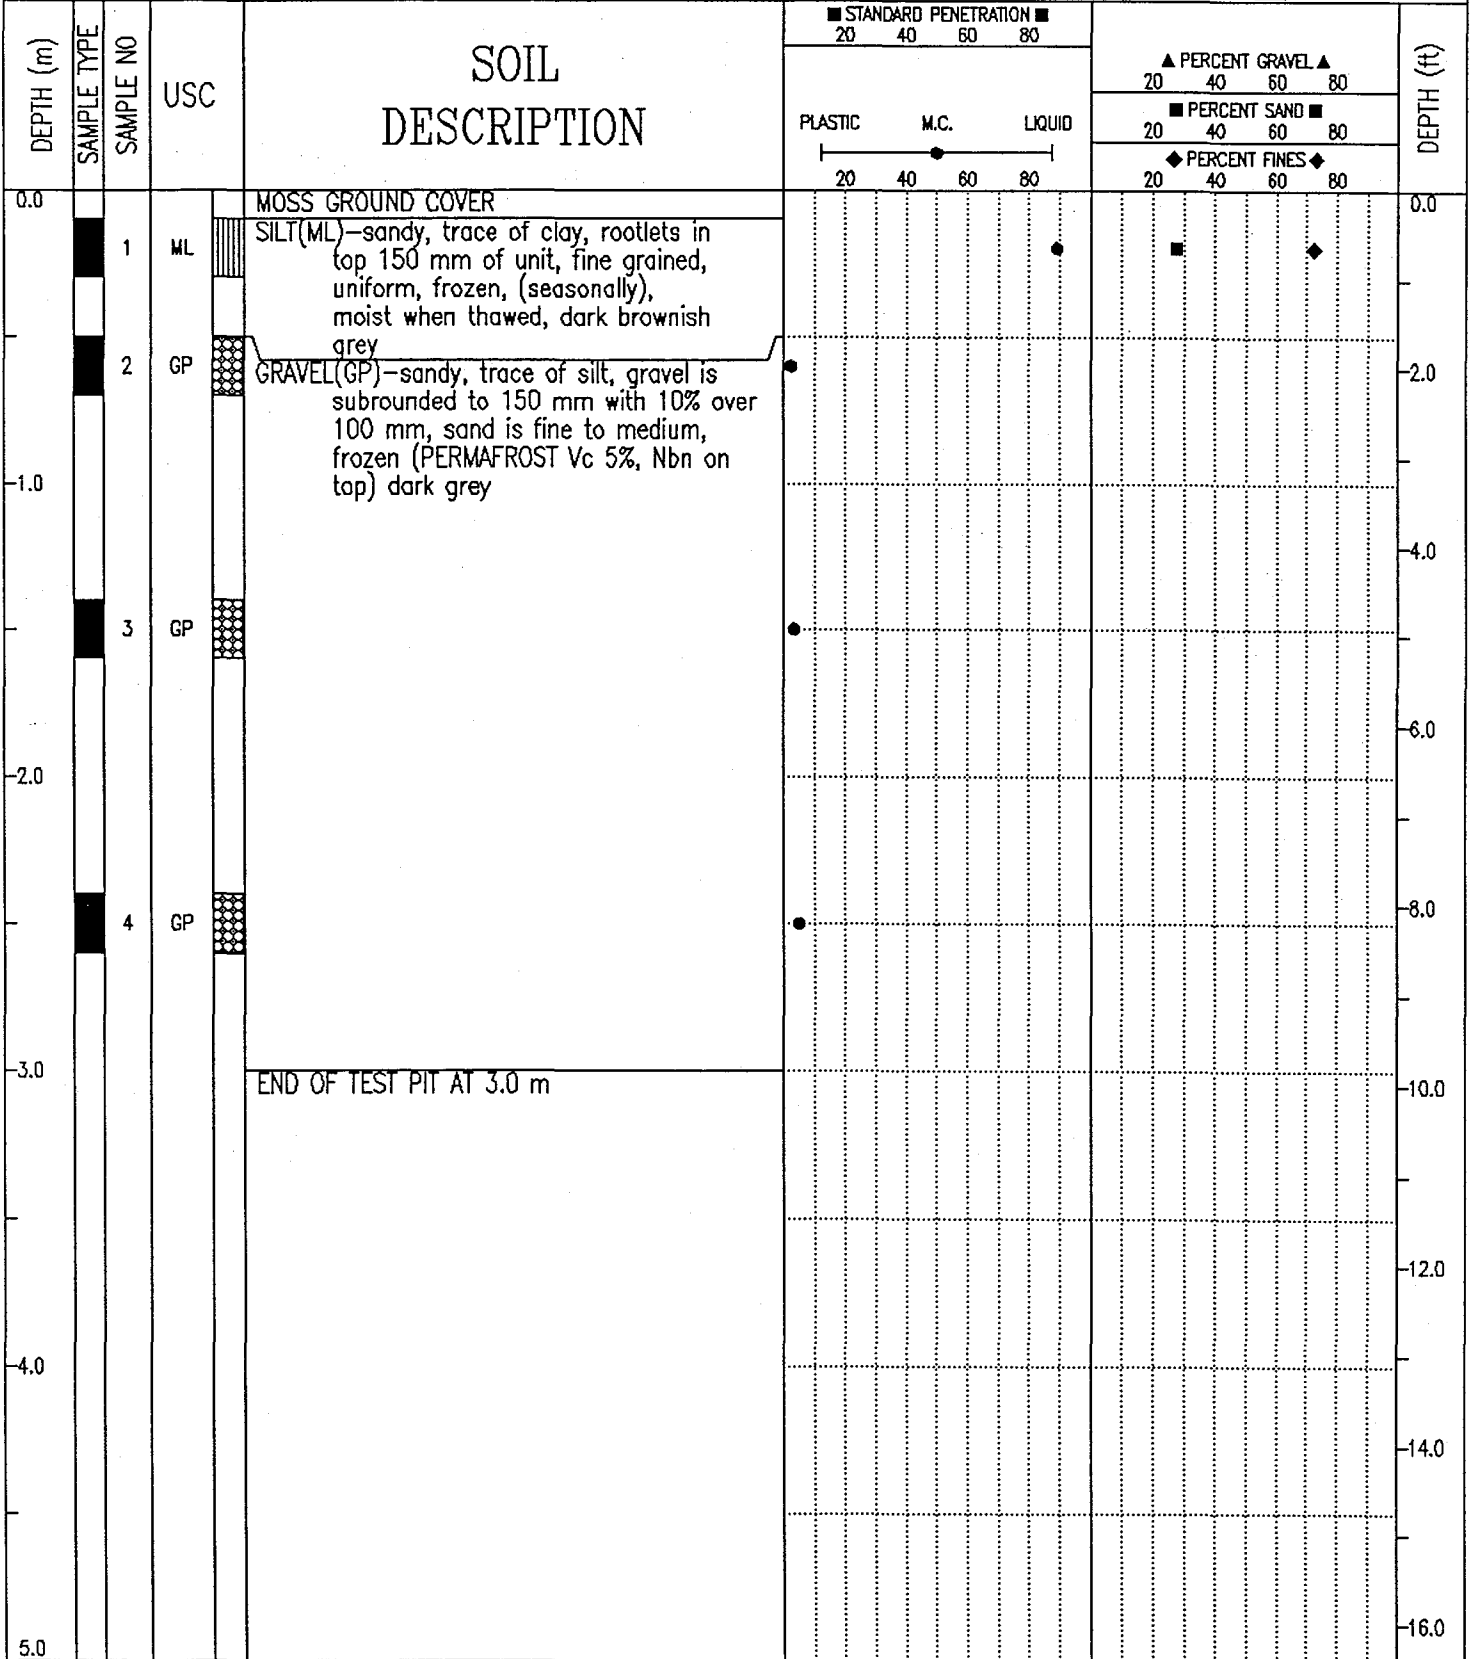 DEPTH (m)
SAMPLE TYPE
SAMPLE NO
USC
SOIL
DESCRIPTION
■ STANDARD PENETRATION ■
20 40 60 80
PLASTIC M.C. LIQUID
20 40 60 80
▲ PERCENT GRAVEL ▲
20 40 60 80
■ PERCENT SAND ■
20 40 60 80
◆ PERCENT FINES ◆
20 40 60 80
DEPTH (ft)
0.0
MOSS GROUND COVER
0.0
1 ML
SILT(ML)-sandy, trace of clay, rootlets in
top 150 mm of unit, fine grained,
uniform, frozen, (seasonally),
moist when thawed, dark brownish
grey
2 GP
GRAVEL(GP)-sandy, trace of silt, gravel is
subrounded to 150 mm with 10% over
100 mm, sand is fine to medium,
frozen (PERMAFROST Vc 5%, Nbn on
top) dark grey
2.0
1.0
4.0
3 GP
6.0
2.0
4 GP
8.0
3.0
END OF TEST PIT AT 3.0 m
10.0
12.0
4.0
14.0
16.0
5.0